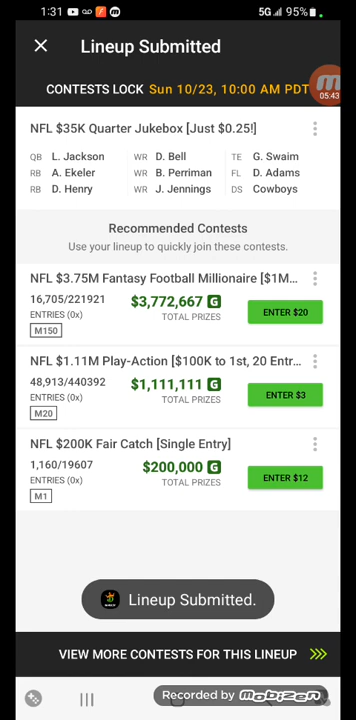 1:31 5G 95%
Lineup Submitted
CONTESTS LOCK Sun 10/23, 10:00 AM PDT
05:43
NFL $35K Quarter Jukebox [Just $0.25!]
QB L. Jackson WR D. Bell TE G. Swaim
RB A. Ekeler WR B. Perriman FL D. Adams
RB D. Henry WR J. Jennings DS Cowboys
Recommended Contests
Use your lineup to quickly join these contests.
NFL $3.75M Fantasy Football Millionaire [$1M...
16,705/221921 $3,772,667 G
ENTRIES (0x) TOTAL PRIZES ENTER $20
M150
NFL $1.11M Play-Action [$100K to 1st, 20 Entr...
48,913/440392 $1,111,111 G
ENTRIES (0x) TOTAL PRIZES ENTER $3
M20
NFL $200K Fair Catch [Single Entry]
1,160/19607 $200,000 G
ENTRIES (0x) TOTAL PRIZES ENTER $12
M1
Lineup Submitted.
VIEW MORE CONTESTS FOR THIS LINEUP
Recorded by mobizen